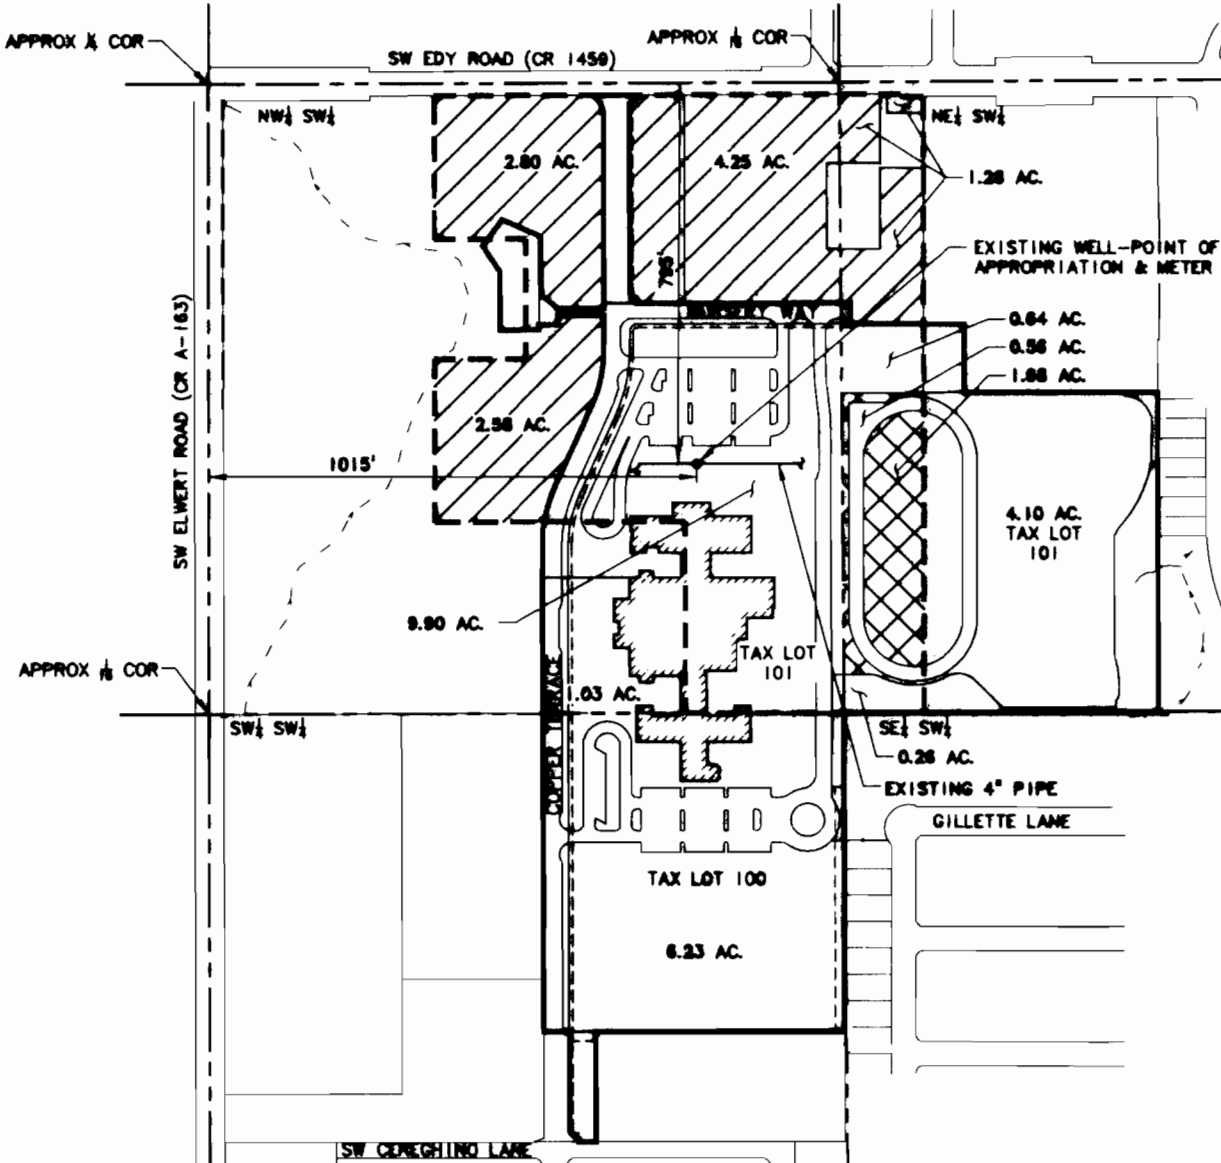 APPROX ¼ COR
SW EDY ROAD (CR 1459)
APPROX 1/16 COR
NW¼ SW¼
NE¼ SW¼
2.80 AC.
4.25 AC.
1.28 AC.
EXISTING WELL-POINT OF
APPROPRIATION & METER
795'
NURSERY WAY
0.64 AC.
0.56 AC.
1.88 AC.
SW ELWERT ROAD (CR A-163)
2.56 AC.
1015'
4.10 AC.
TAX LOT
101
9.90 AC.
TAX LOT
101
APPROX 1/16 COR
COPPER TERRACE
1.03 AC.
SW¼ SW¼
SE¼ SW¼
0.26 AC.
EXISTING 4" PIPE
GILLETTE LANE
TAX LOT 100
6.23 AC.
SW CEREGHINO LANE